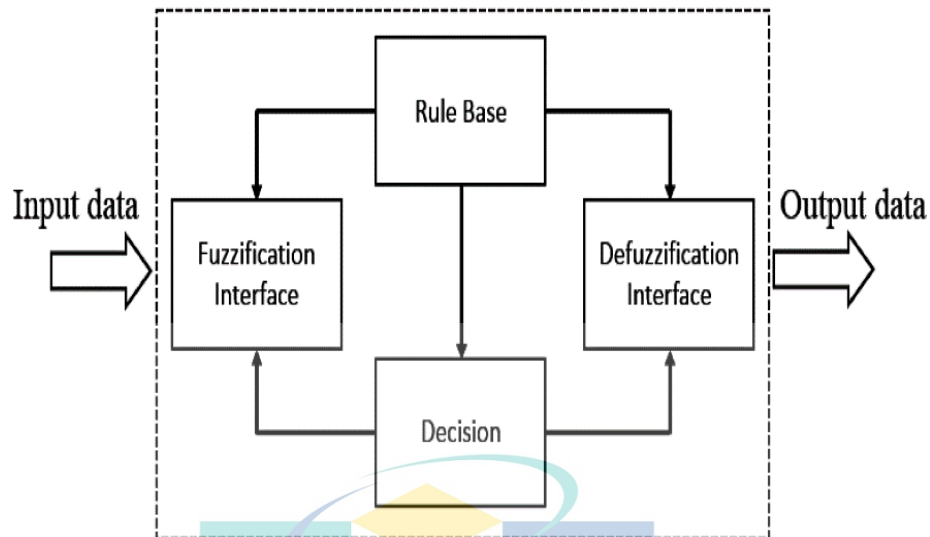 Rule Base
Input data
Output data
Fuzzification
Interface
Defuzzification
Interface
Decision